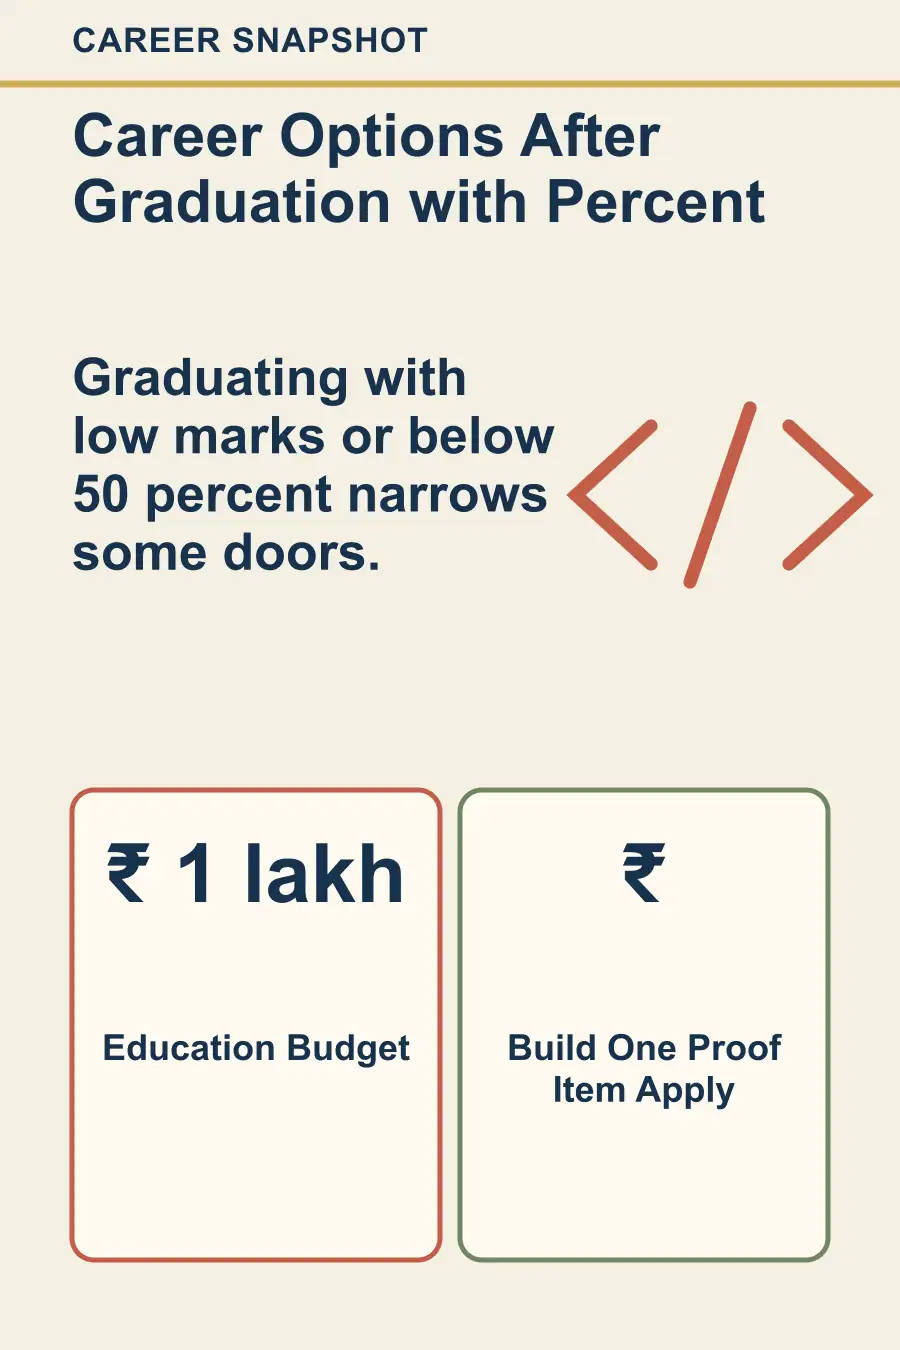 CAREER SNAPSHOT
Career Options After
Graduation with Percent
Graduating with
low marks or below
50 percent narrows
some doors.
₹ 1 lakh
Education Budget
₹
Build One Proof
Item Apply